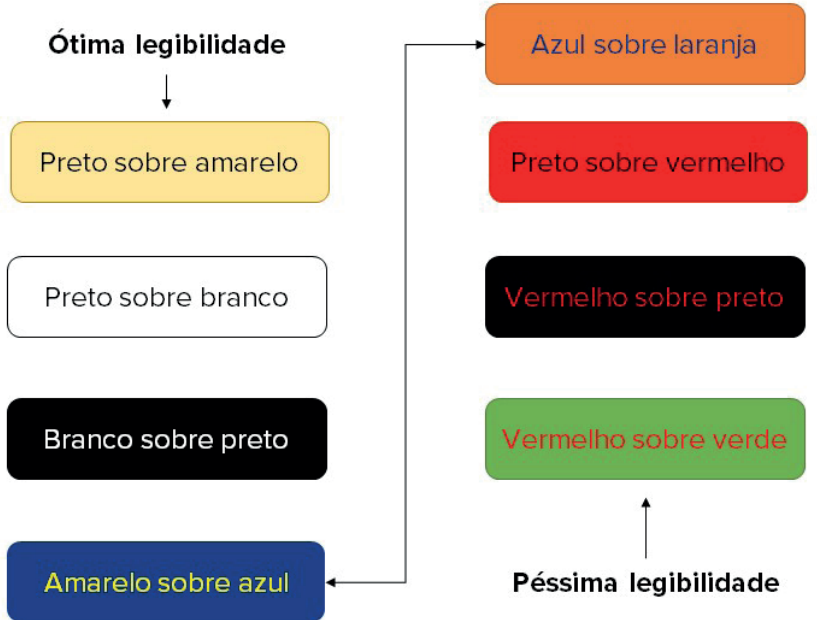 Ótima legibilidade
Preto sobre amarelo
Preto sobre branco
Branco sobre preto
Amarelo sobre azul
Azul sobre laranja
Preto sobre vermelho
Vermelho sobre preto
Vermelho sobre verde
Péssima legibilidade